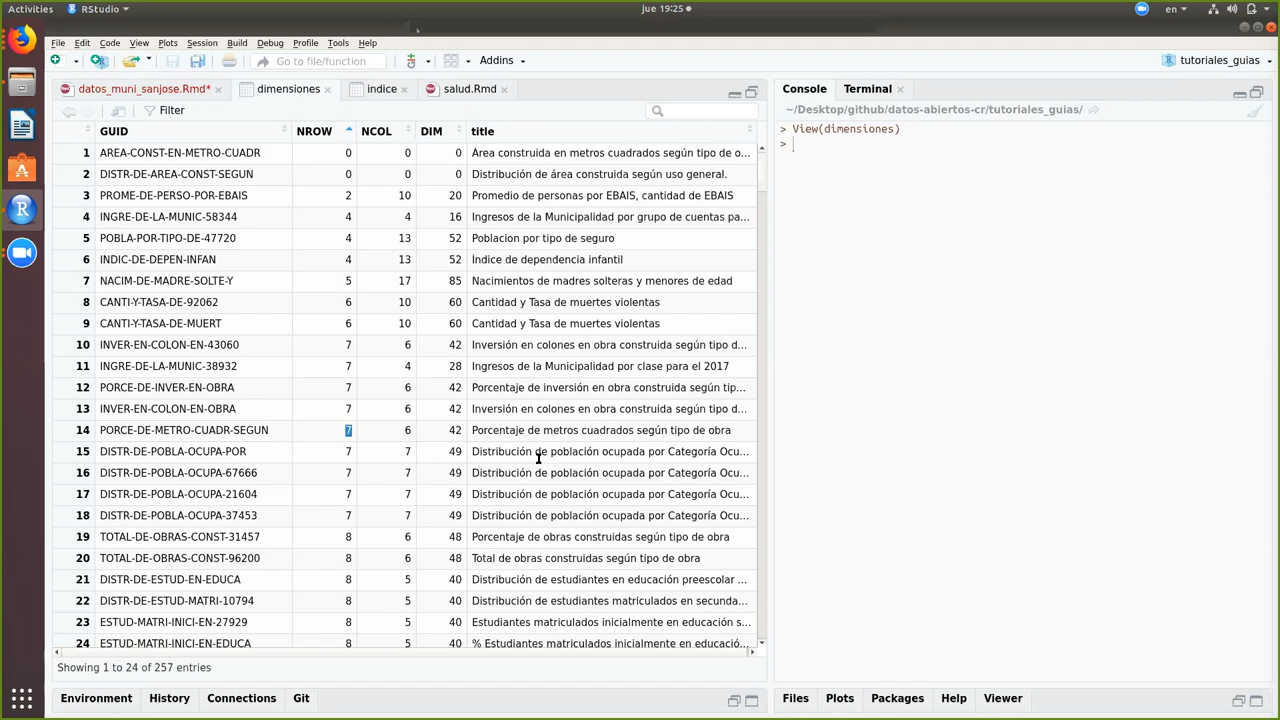 Activities RStudio jue 19:25 en
File Edit Code View Plots Session Build Debug Profile Tools Help
Go to file/function Addins tutoriales_guias
datos_muni_sanjose.Rmd* dimensiones indice salud.Rmd
Filter
GUID NROW NCOL DIM title
1 AREA-CONST-EN-METRO-CUADR 0 0 0 Área construida en metros cuadrados según tipo de o...
2 DISTR-DE-AREA-CONST-SEGUN 0 0 0 Distribución de área construida según uso general.
3 PROME-DE-PERSO-POR-EBAIS 2 10 20 Promedio de personas por EBAIS, cantidad de EBAIS
4 INGRE-DE-LA-MUNIC-58344 4 4 16 Ingresos de la Municipalidad por grupo de cuentas pa...
5 POBLA-POR-TIPO-DE-47720 4 13 52 Poblacion por tipo de seguro
6 INDIC-DE-DEPEN-INFAN 4 13 52 Índice de dependencia infantil
7 NACIM-DE-MADRE-SOLTE-Y 5 17 85 Nacimientos de madres solteras y menores de edad
8 CANTI-Y-TASA-DE-92062 6 10 60 Cantidad y Tasa de muertes violentas
9 CANTI-Y-TASA-DE-MUERT 6 10 60 Cantidad y Tasa de muertes violentas
10 INVER-EN-COLON-EN-43060 7 6 42 Inversión en colones en obra construida según tipo d...
11 INGRE-DE-LA-MUNIC-38932 7 4 28 Ingresos de la Municipalidad por clase para el 2017
12 PORCE-DE-INVER-EN-OBRA 7 6 42 Porcentaje de inversión en obra construida según tip...
13 INVER-EN-COLON-EN-OBRA 7 6 42 Inversión en colones en obra construida según tipo d...
14 PORCE-DE-METRO-CUADR-SEGUN 7 6 42 Porcentaje de metros cuadrados según tipo de obra
15 DISTR-DE-POBLA-OCUPA-POR 7 7 49 Distribución de población ocupada por Categoría Ocu...
16 DISTR-DE-POBLA-OCUPA-67666 7 7 49 Distribución de población ocupada por Categoría Ocu...
17 DISTR-DE-POBLA-OCUPA-21604 7 7 49 Distribución de población ocupada por Categoría Ocu...
18 DISTR-DE-POBLA-OCUPA-37453 7 7 49 Distribución de población ocupada por Categoría Ocu...
19 TOTAL-DE-OBRAS-CONST-31457 8 6 48 Porcentaje de obras construidas según tipo de obra
20 TOTAL-DE-OBRAS-CONST-96200 8 6 48 Total de obras construidas según tipo de obra
21 DISTR-DE-ESTUD-EN-EDUCA 8 5 40 Distribución de estudiantes en educación preescolar ...
22 DISTR-DE-ESTUD-MATRI-10794 8 5 40 Distribución de estudiantes matriculados en secunda...
23 ESTUD-MATRI-INICI-EN-27929 8 5 40 Estudiantes matriculados inicialmente en educación s...
24 ESTUD-MATRI-INICI-EN-EDUCA 8 5 40 % Estudiantes matriculados inicialmente en educació...
Showing 1 to 24 of 257 entries
Environment History Connections Git
Console Terminal
~/Desktop/github/datos-abiertos-cr/tutoriales_guias/
> View(dimensiones)
>
Files Plots Packages Help Viewer